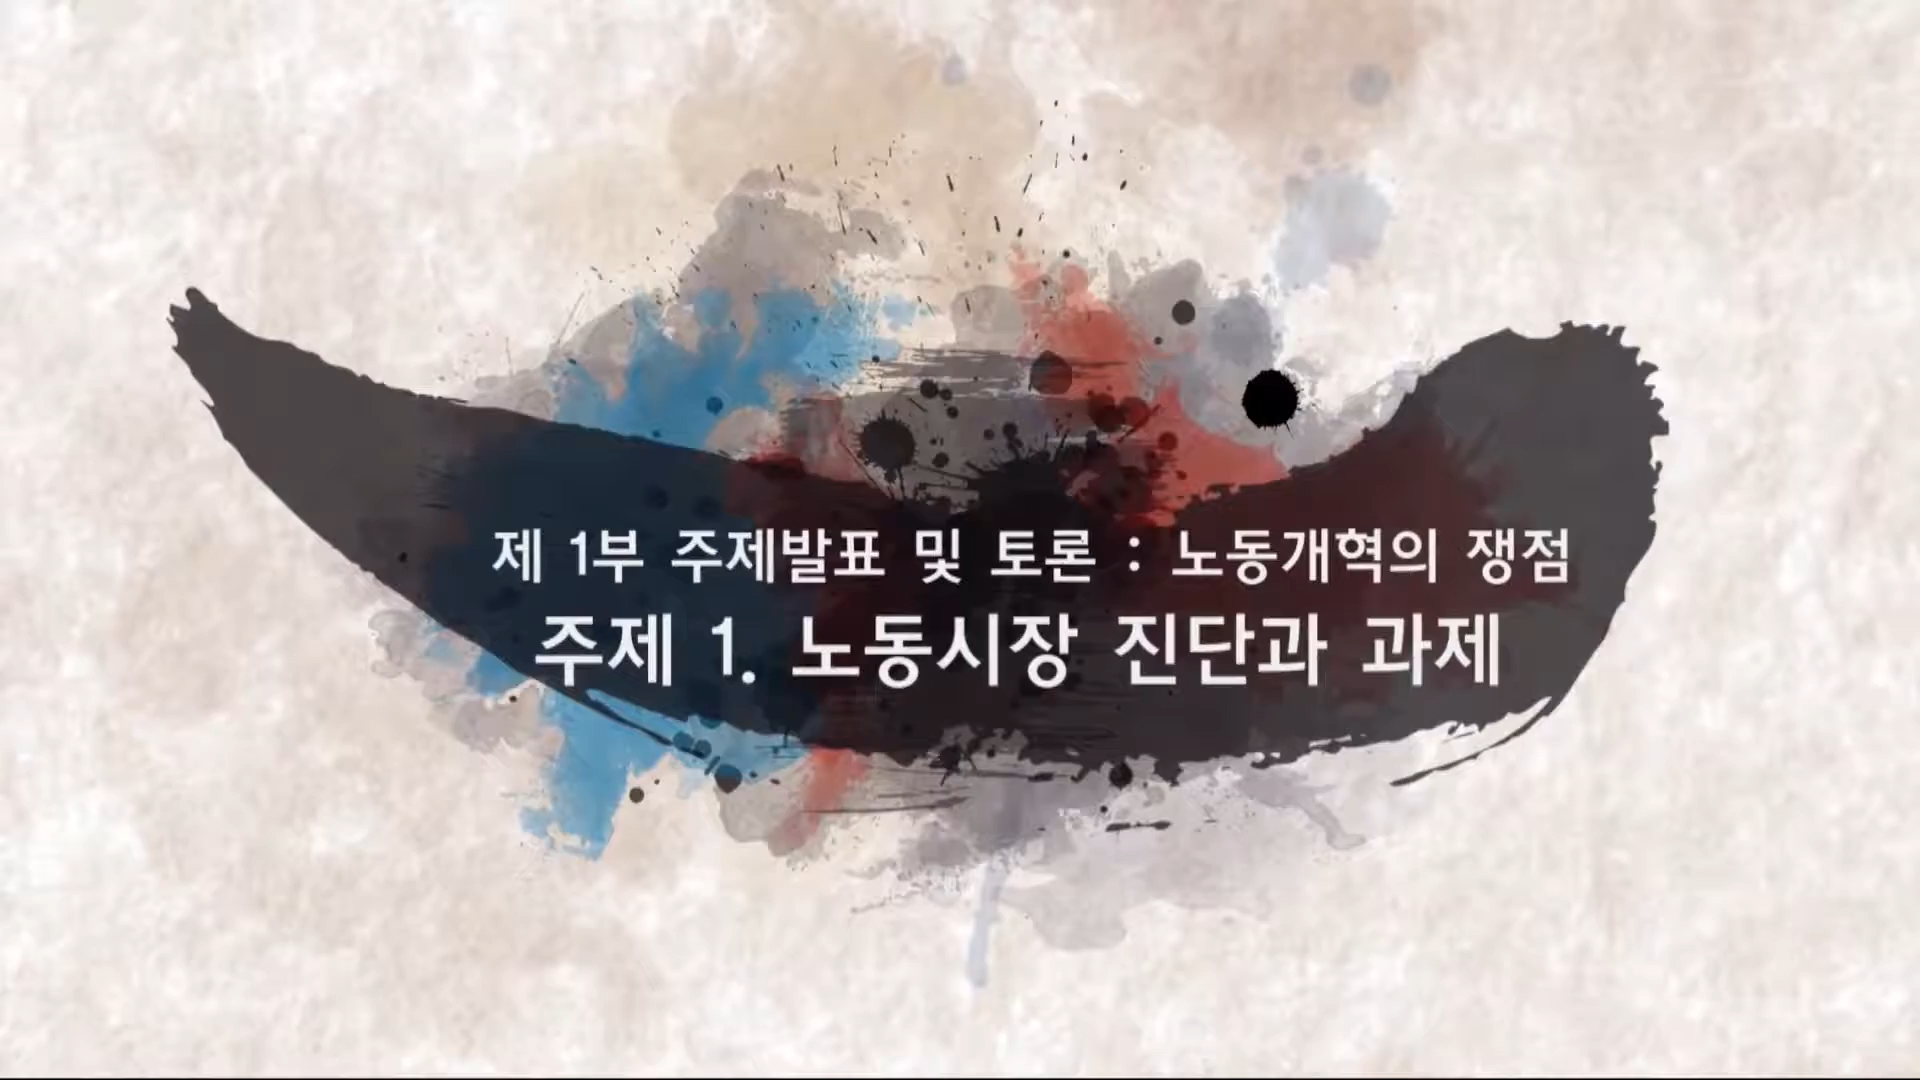 제 1부 주제발표 및 토론 : 노동개혁의 쟁점
주제 1. 노동시장 진단과 과제